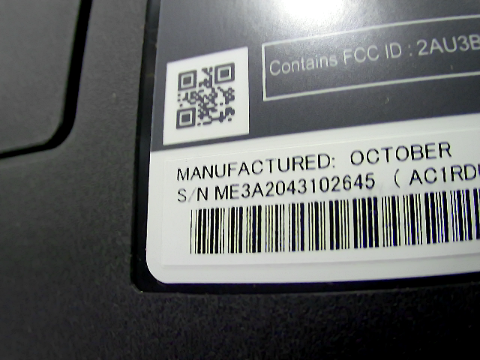 Contains FCC ID : 2AU3B
MANUFACTURED: OCTOBER
S/N ME3A2043102645 ( AC1RD